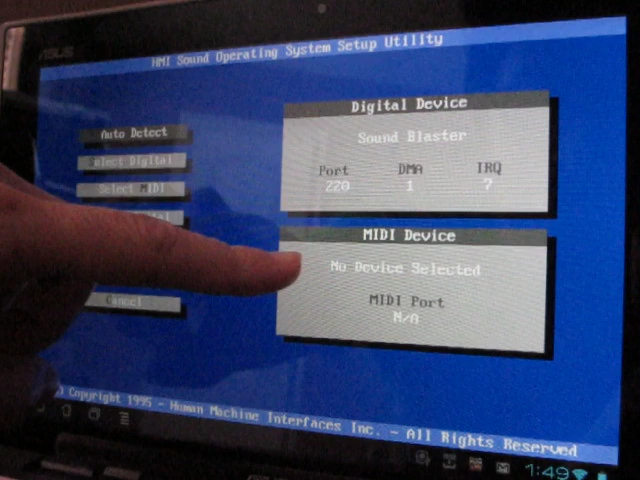 ASUS
HMI Sound Operating System Setup Utility
Digital Device
Auto Detect
Sound Blaster
Select Digital
Port DMA IRQ
220 1 7
Select MIDI
MIDI Device
No Device Selected
MIDI Port
Cancel
N/A
Copyright 1995 - Human Machine Interfaces Inc. - All Rights Reserved
1:49